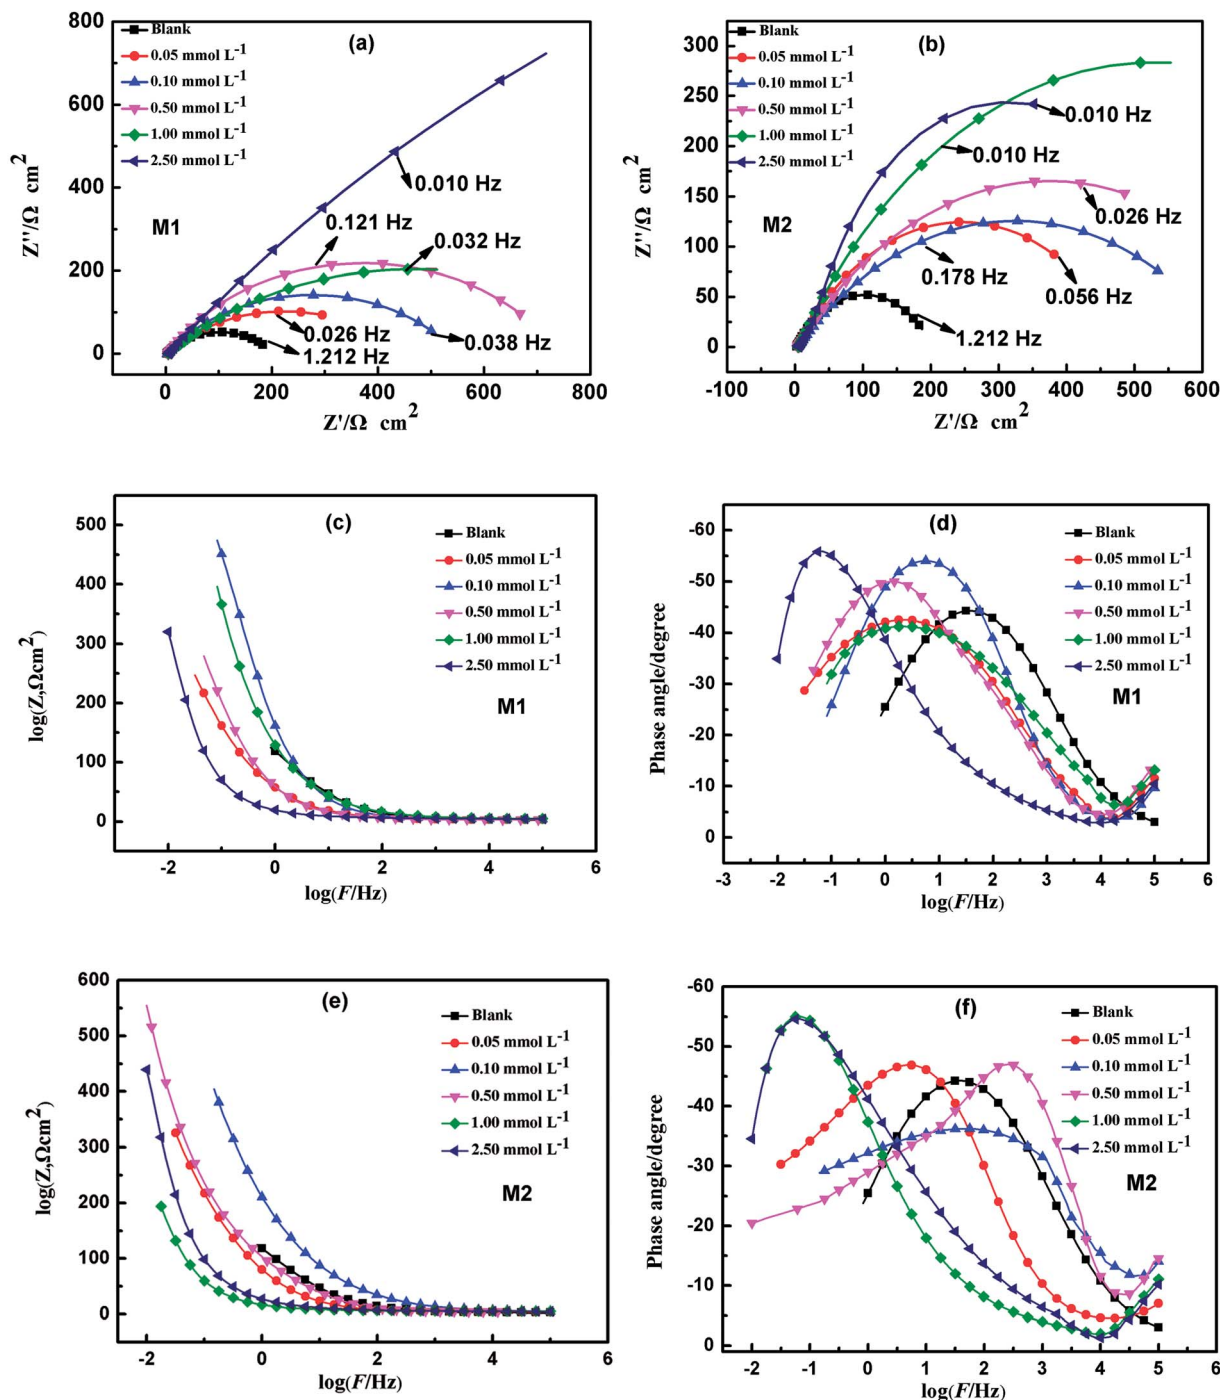 (a)
Blank
0.05 mmol L⁻¹
0.10 mmol L⁻¹
0.50 mmol L⁻¹
1.00 mmol L⁻¹
2.50 mmol L⁻¹
M1
0.010 Hz
0.121 Hz
0.032 Hz
0.026 Hz
0.038 Hz
1.212 Hz
Z''/Ω cm²
800
600
400
200
0
0 200 400 600 800
Z'/Ω cm²
(b)
Blank
0.05 mmol L⁻¹
0.10 mmol L⁻¹
0.50 mmol L⁻¹
1.00 mmol L⁻¹
2.50 mmol L⁻¹
M2
0.010 Hz
0.010 Hz
0.026 Hz
0.178 Hz
0.056 Hz
1.212 Hz
Z''/Ω cm²
300
250
200
150
100
50
0
-100 0 100 200 300 400 500 600
Z'/Ω cm²
(c)
Blank
0.05 mmol L⁻¹
0.10 mmol L⁻¹
0.50 mmol L⁻¹
1.00 mmol L⁻¹
2.50 mmol L⁻¹
M1
log(Z,Ωcm²)
500
400
300
200
100
0
-2 0 2 4 6
log(F/Hz)
(d)
Blank
0.05 mmol L⁻¹
0.10 mmol L⁻¹
0.50 mmol L⁻¹
1.00 mmol L⁻¹
2.50 mmol L⁻¹
M1
Phase angle/degree
-60
-50
-40
-30
-20
-10
0
-3 -2 -1 0 1 2 3 4 5 6
log(F/Hz)
(e)
Blank
0.05 mmol L⁻¹
0.10 mmol L⁻¹
0.50 mmol L⁻¹
1.00 mmol L⁻¹
2.50 mmol L⁻¹
M2
log(Z,Ωcm²)
600
500
400
300
200
100
0
-2 0 2 4 6
log(F/Hz)
(f)
Blank
0.05 mmol L⁻¹
0.10 mmol L⁻¹
0.50 mmol L⁻¹
1.00 mmol L⁻¹
2.50 mmol L⁻¹
M2
Phase angle/degree
-60
-50
-40
-30
-20
-10
0
-2 -1 0 1 2 3 4 5 6
log(F/Hz)